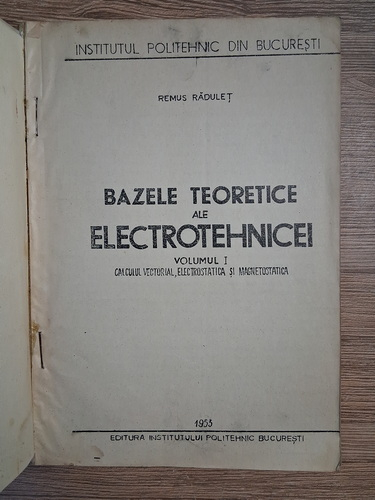 INSTITUTUL POLITEHNIC DIN BUCUREȘTI
REMUS RĂDULEȚ
BAZELE TEORETICE
ALE
ELECTROTEHNICEI
VOLUMUL I
CALCULUL VECTORIAL, ELECTROSTATICA ȘI MAGNETOSTATICA
1953
EDITURA INSTITUTULUI POLITEHNIC BUCUREȘTI